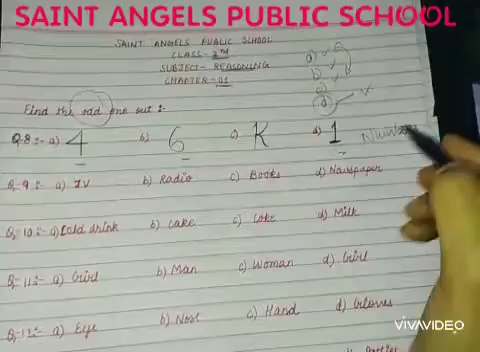 SAINT ANGELS PUBLIC SCHOOL
SAINT ANGELS PUBLIC SCHOOL
CLASS- 2nd
SUBJECT- REASONING
CHAPTER-01
Find the odd one out :-
Q-8:- a) 4 b) 6 c) K d) 1
Q-9:- a) TV b) Radio c) Books d) Newspaper
Q-10:- a) Cold drink b) Cake c) Coke d) Milk
Q-11:- a) Girl b) Man c) Woman d) Girl
Q-12:- a) Eye b) Nose c) Hand d) Gloves
VIVAVIDEO